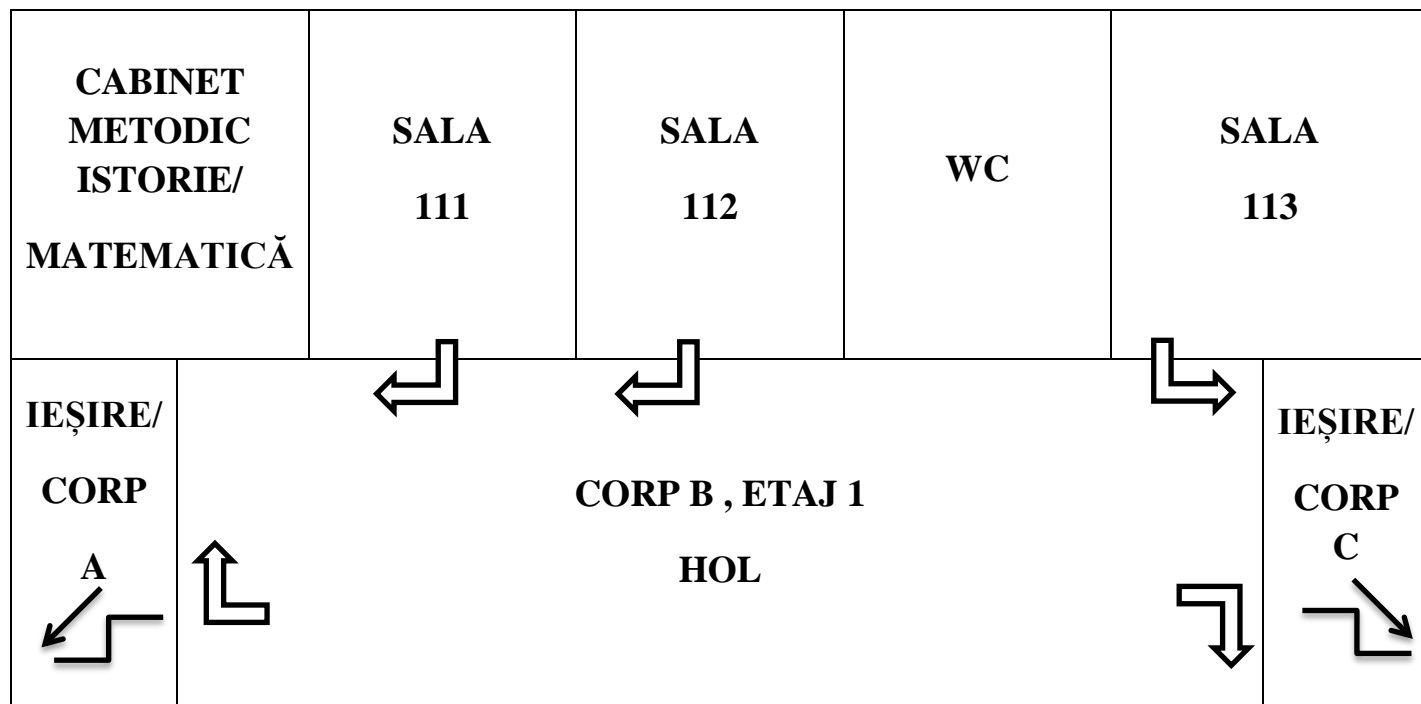 CABINET
METODIC
ISTORIE/
MATEMATICĂ
SALA
111
SALA
112
WC
SALA
113
IEȘIRE/
CORP
A
CORP B , ETAJ 1
HOL
IEȘIRE/
CORP
C